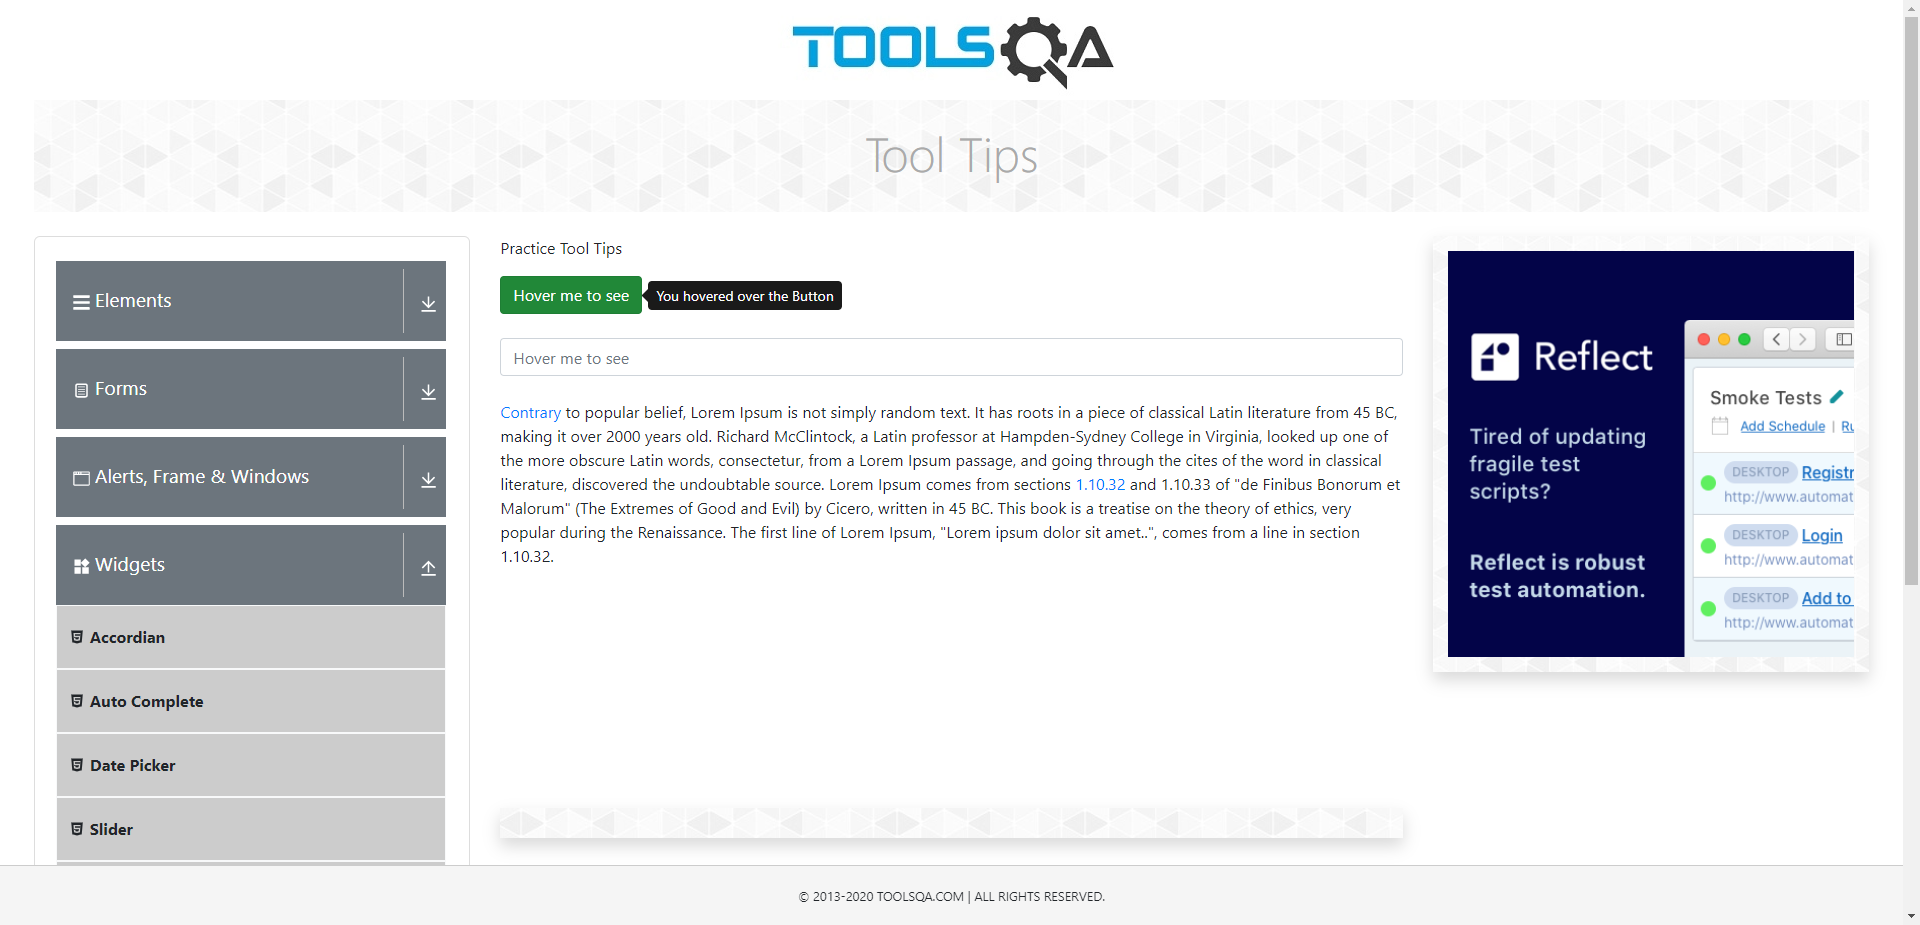 TOOLSQA
Tool Tips
Elements
Forms
Alerts, Frame & Windows
Widgets
Accordian
Auto Complete
Date Picker
Slider
Practice Tool Tips
Hover me to see
You hovered over the Button
Hover me to see
Contrary to popular belief, Lorem Ipsum is not simply random text. It has roots in a piece of classical Latin literature from 45 BC,
making it over 2000 years old. Richard McClintock, a Latin professor at Hampden-Sydney College in Virginia, looked up one of
the more obscure Latin words, consectetur, from a Lorem Ipsum passage, and going through the cites of the word in classical
literature, discovered the undoubtable source. Lorem Ipsum comes from sections 1.10.32 and 1.10.33 of "de Finibus Bonorum et
Malorum" (The Extremes of Good and Evil) by Cicero, written in 45 BC. This book is a treatise on the theory of ethics, very
popular during the Renaissance. The first line of Lorem Ipsum, "Lorem ipsum dolor sit amet..", comes from a line in section
1.10.32.
Reflect
Tired of updating
fragile test
scripts?
Reflect is robust
test automation.
Smoke Tests
Add Schedule | Ru
DESKTOP Registr
http://www.automat
DESKTOP Login
http://www.automat
DESKTOP Add to
http://www.automat
© 2013-2020 TOOLSQA.COM | ALL RIGHTS RESERVED.